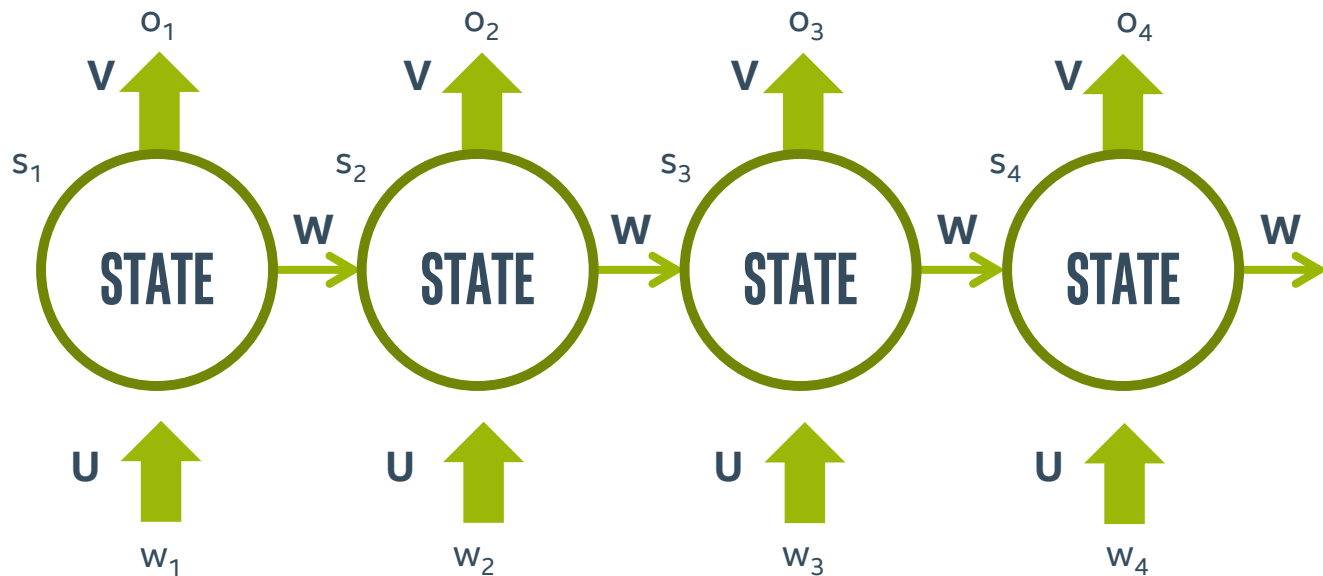 o₁ o₂ o₃ o₄
V V V V
s₁ s₂ s₃ s₄
W W W W
STATE STATE STATE STATE
U U U U
w₁ w₂ w₃ w₄